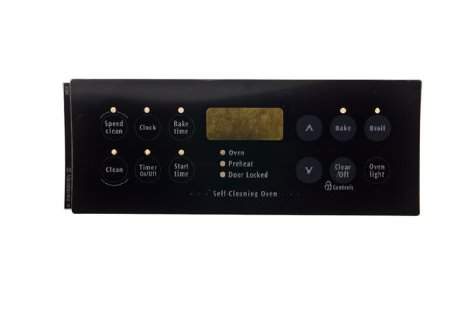 Speed
clean
Clock
Bake
time
Bake
Broil
Clean
Timer
On/Off
Start
time
Oven
Preheat
Door Locked
Clear
/Off
Oven
light
Controls
Self-Cleaning Oven